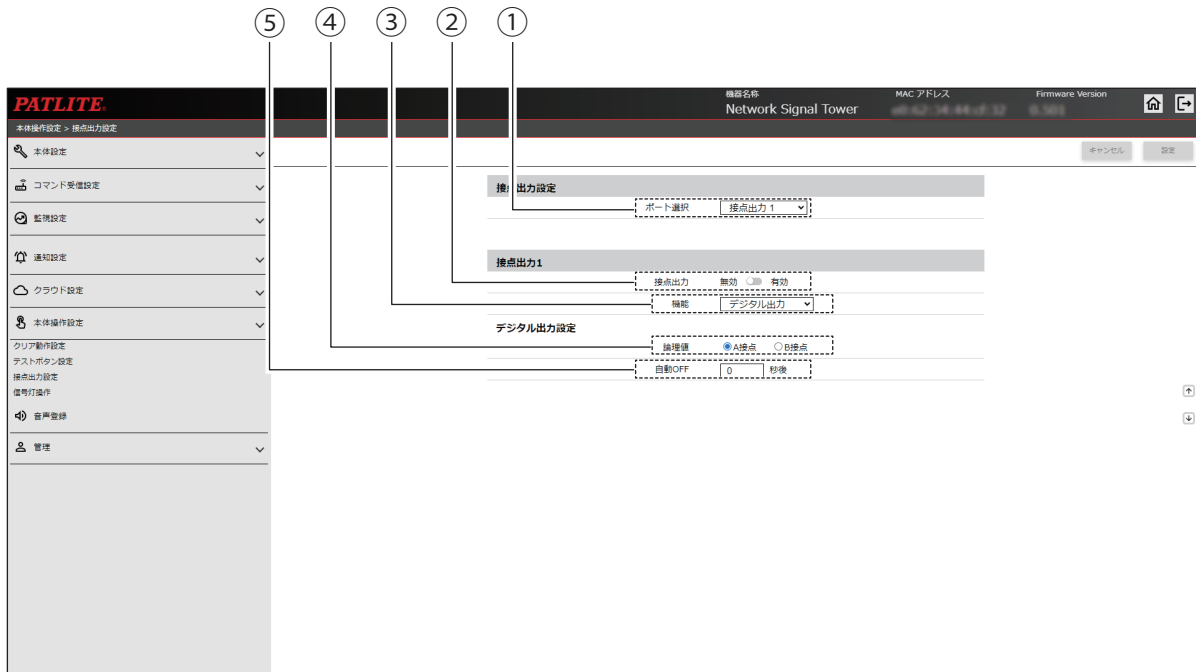 ⑤ ④ ③ ② ①
PATLITE®
機器名称
Network Signal Tower
MAC アドレス
Firmware Version
本体操作設定 > 接点出力設定
キャンセル 設定
本体設定
コマンド受信設定
監視設定
通知設定
クラウド設定
本体操作設定
クリア動作設定
テストボタン設定
接点出力設定
信号灯操作
音声登録
管理
接点出力設定
ポート選択 接点出力 1
接点出力1
接点出力 無効 有効
機能 デジタル出力
デジタル出力設定
論理値 A接点 B接点
自動OFF 0 秒後